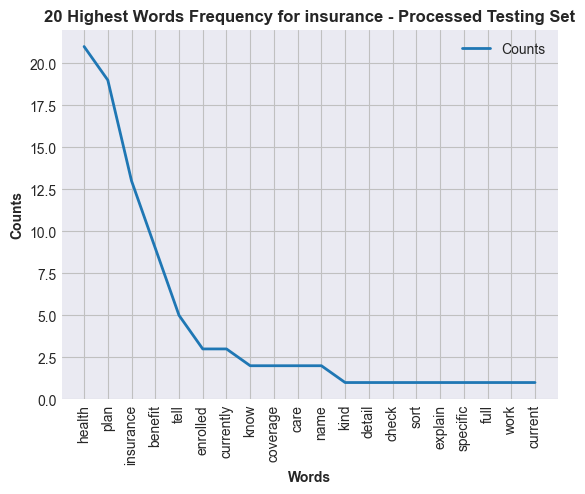 20 Highest Words Frequency for insurance - Processed Testing Set
Counts
20.0
17.5
15.0
12.5
10.0
7.5
5.0
2.5
0.0
Counts
health
plan
insurance
benefit
tell
enrolled
currently
know
coverage
care
name
kind
detail
check
sort
explain
specific
full
work
current
Words